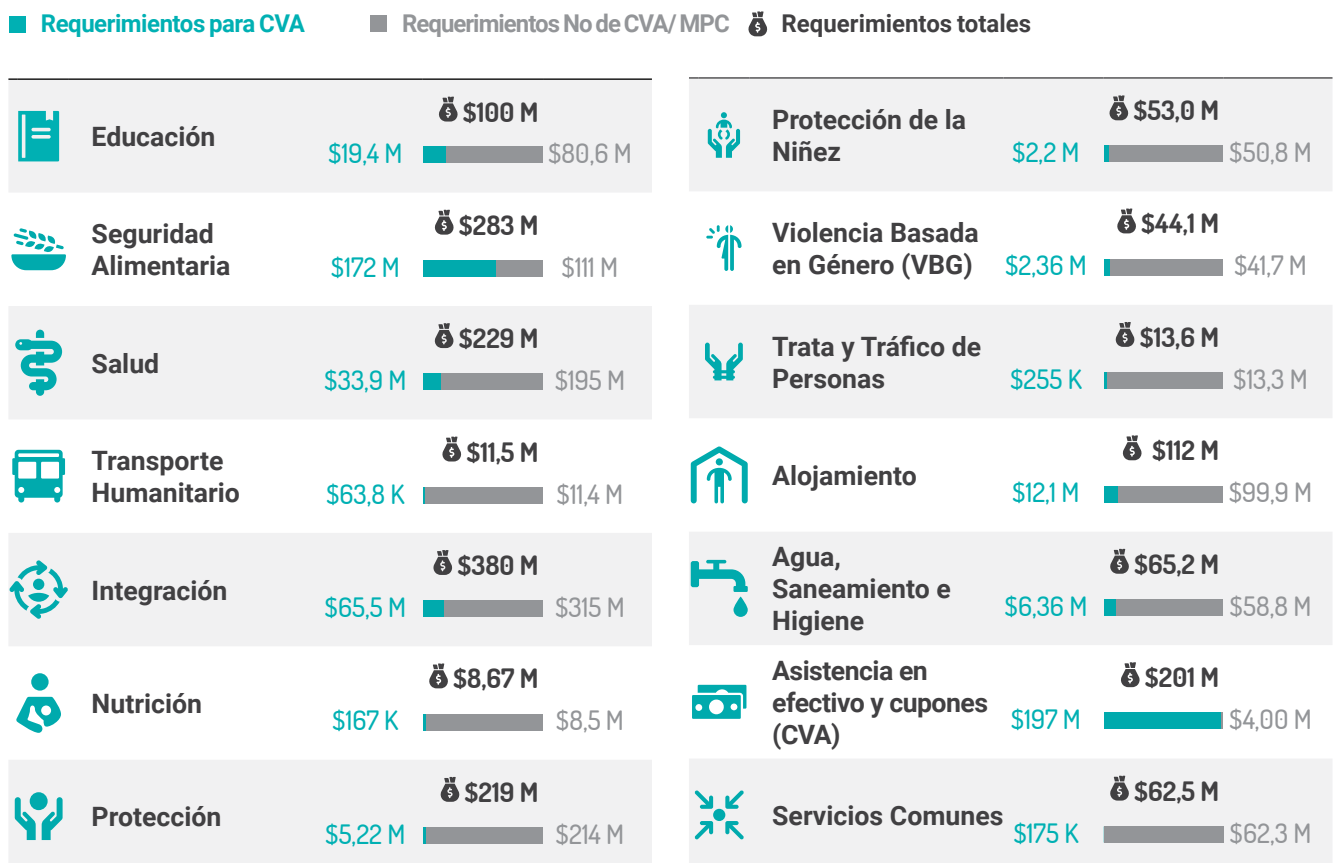 Requerimientos para CVA
Requerimientos No de CVA/ MPC
Requerimientos totales
Educación
$100 M
$19,4 M
$80,6 M
Seguridad
Alimentaria
$283 M
$172 M
$111 M
Salud
$229 M
$33,9 M
$195 M
Transporte
Humanitario
$11,5 M
$63,8 K
$11,4 M
Integración
$380 M
$65,5 M
$315 M
Nutrición
$8,67 M
$167 K
$8,5 M
Protección
$219 M
$5,22 M
$214 M
Protección de la
Niñez
$53,0 M
$2,2 M
$50,8 M
Violencia Basada
en Género (VBG)
$44,1 M
$2,36 M
$41,7 M
Trata y Tráfico de
Personas
$13,6 M
$255 K
$13,3 M
Alojamiento
$112 M
$12,1 M
$99,9 M
Agua,
Saneamiento e
Higiene
$65,2 M
$6,36 M
$58,8 M
Asistencia en
efectivo y cupones
(CVA)
$201 M
$197 M
$4,00 M
Servicios Comunes
$62,5 M
$175 K
$62,3 M